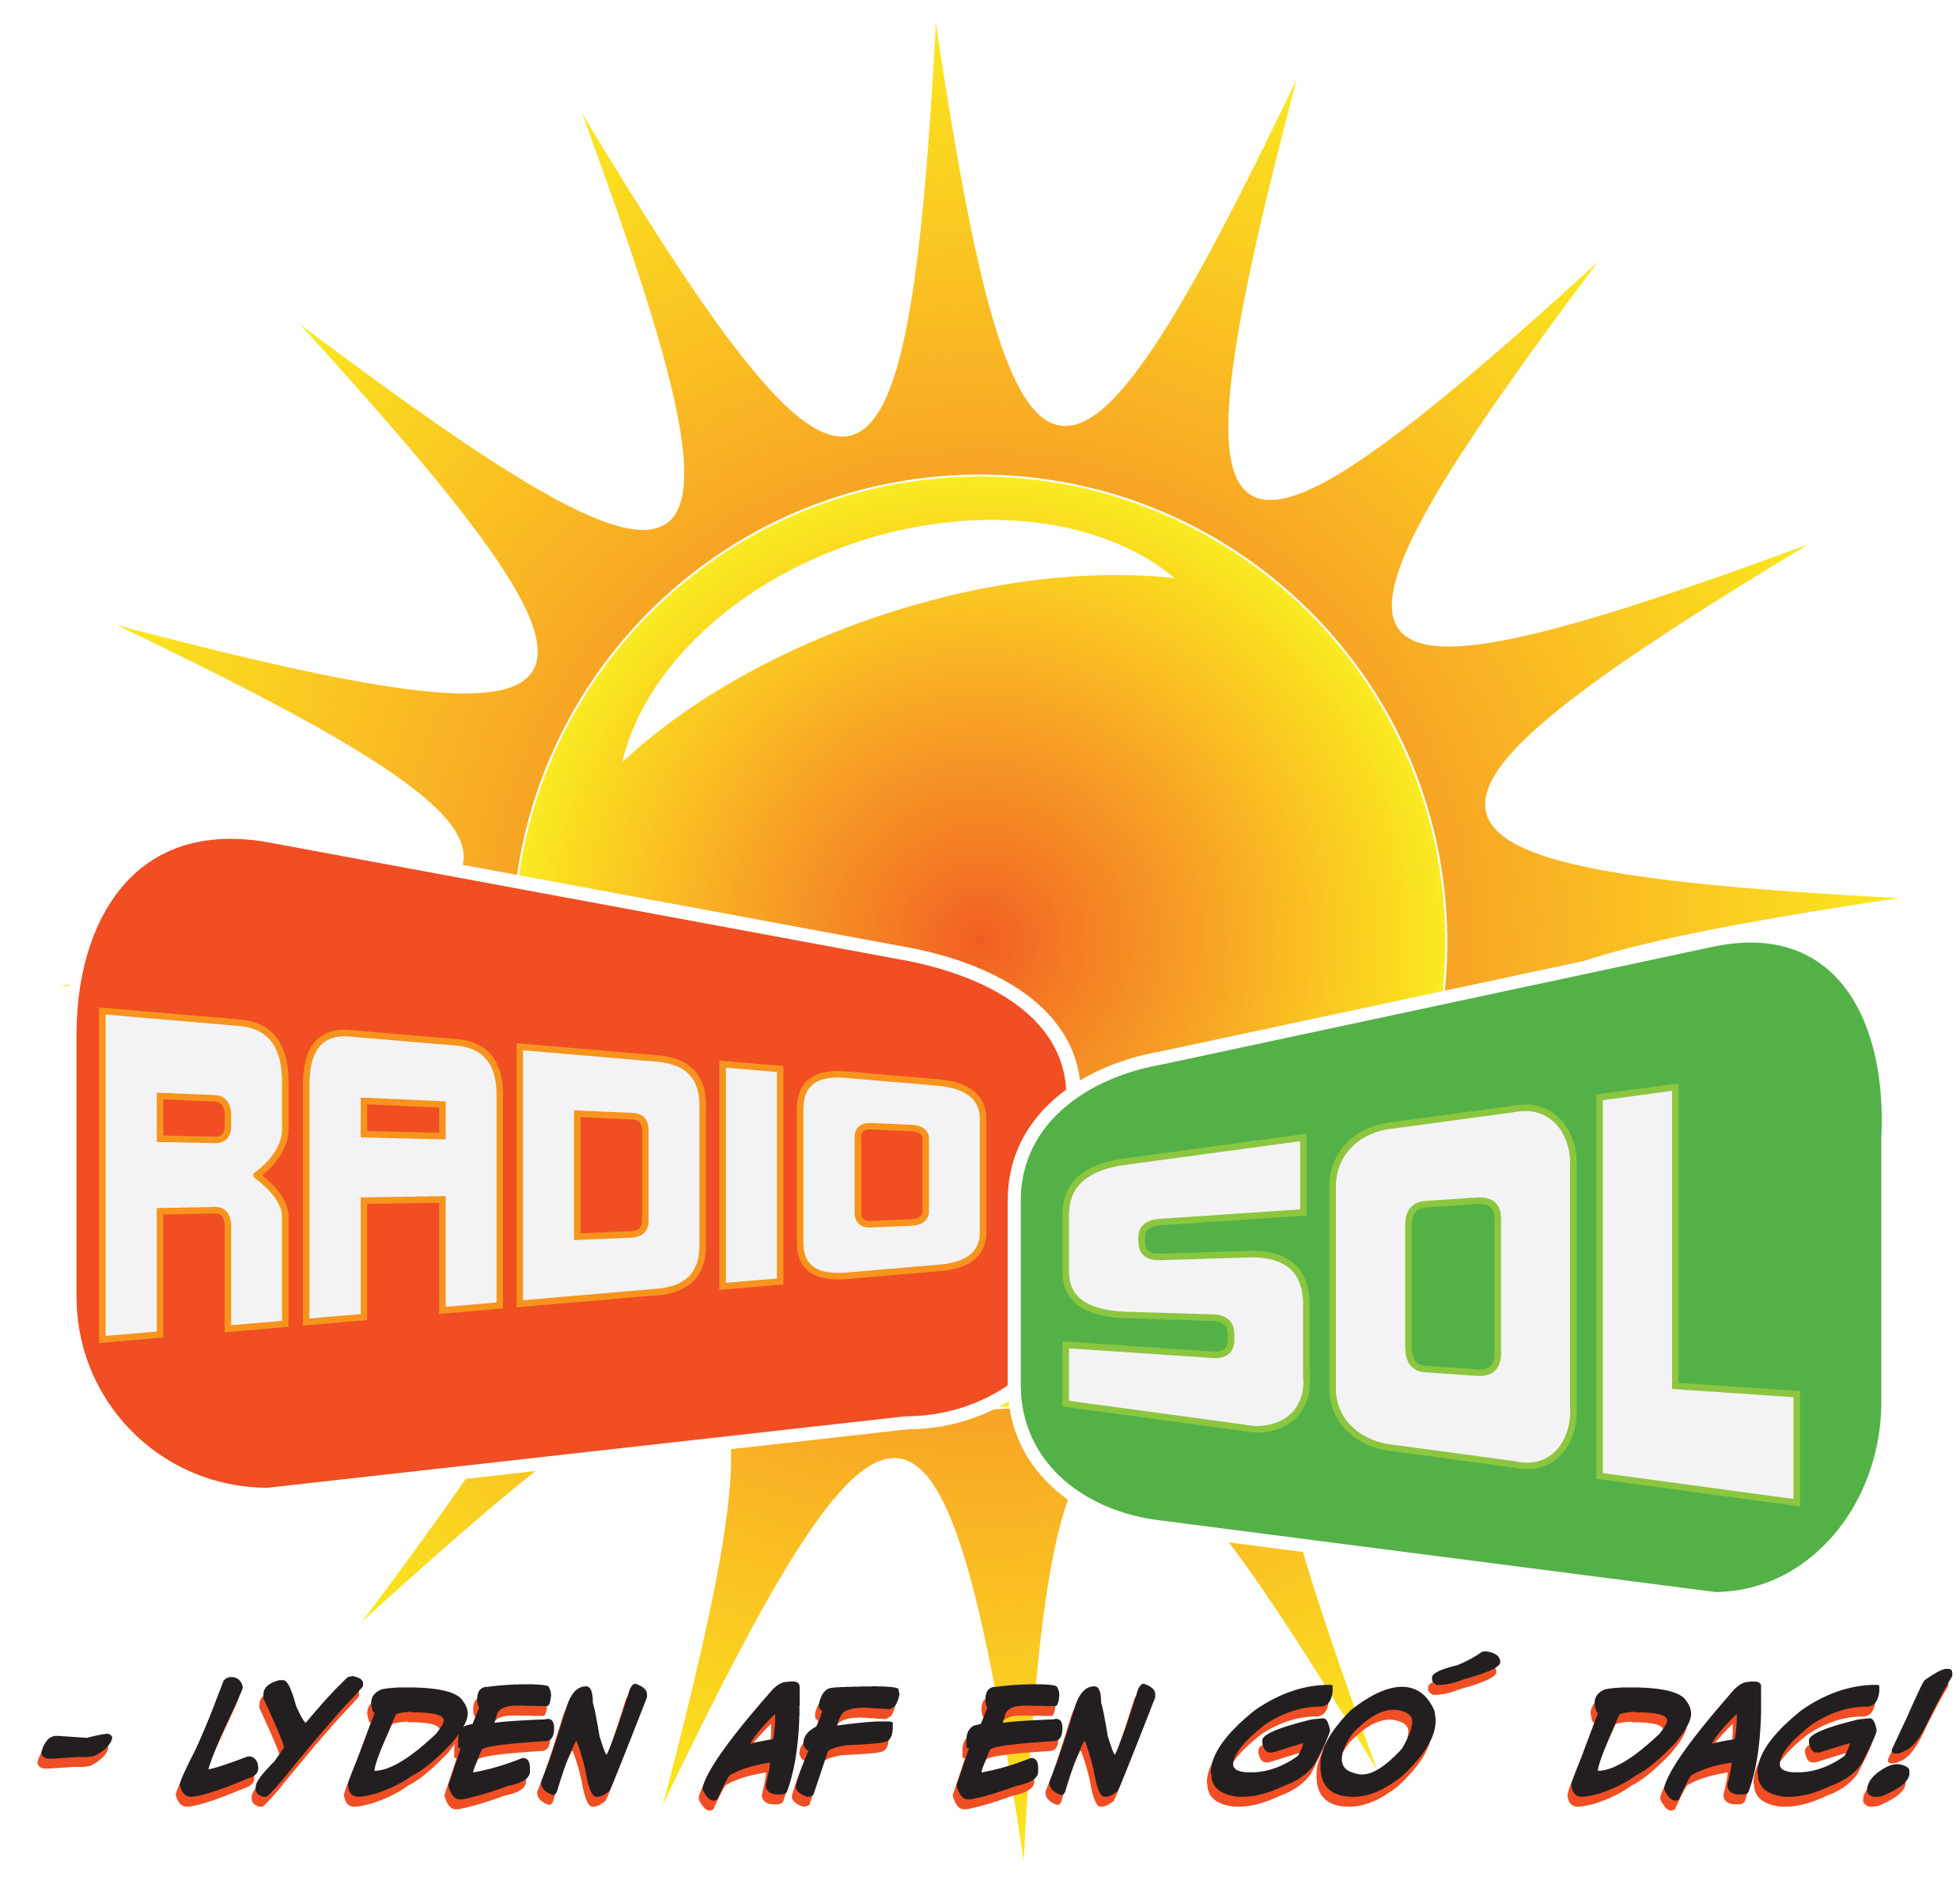 RADIO
SOL
- LYDEN AF EN GO´ DAG!